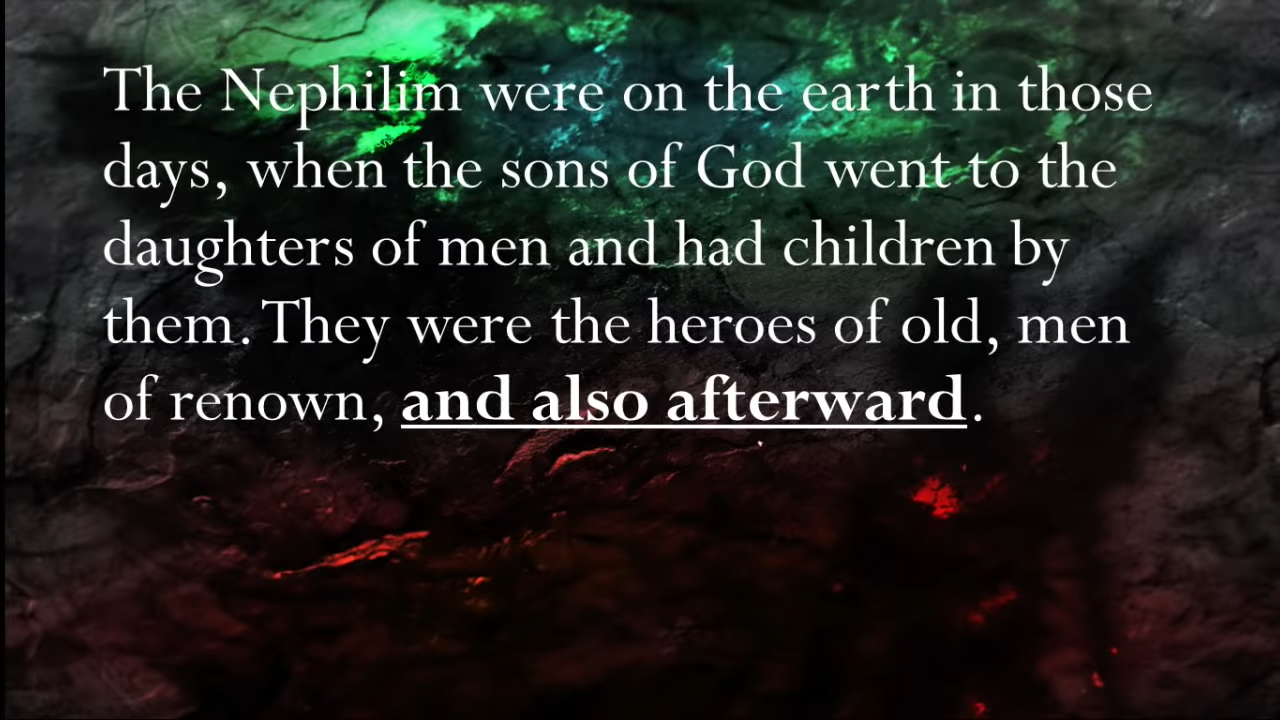 The Nephilim were on the earth in those
days, when the sons of God went to the
daughters of men and had children by
them. They were the heroes of old, men
of renown, and also afterward.